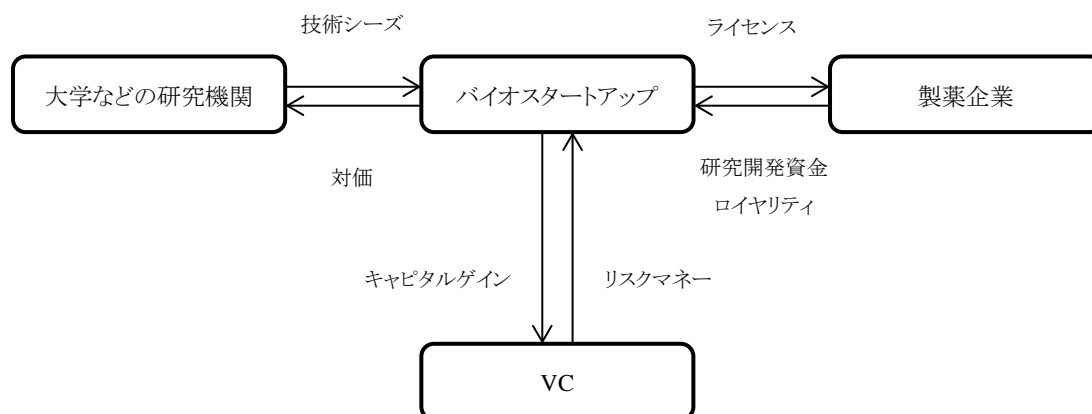 技術シーズ
ライセンス
大学などの研究機関
バイオスタートアップ
製薬企業
対価
研究開発資金
ロイヤリティ
キャピタルゲイン
リスクマネー
VC